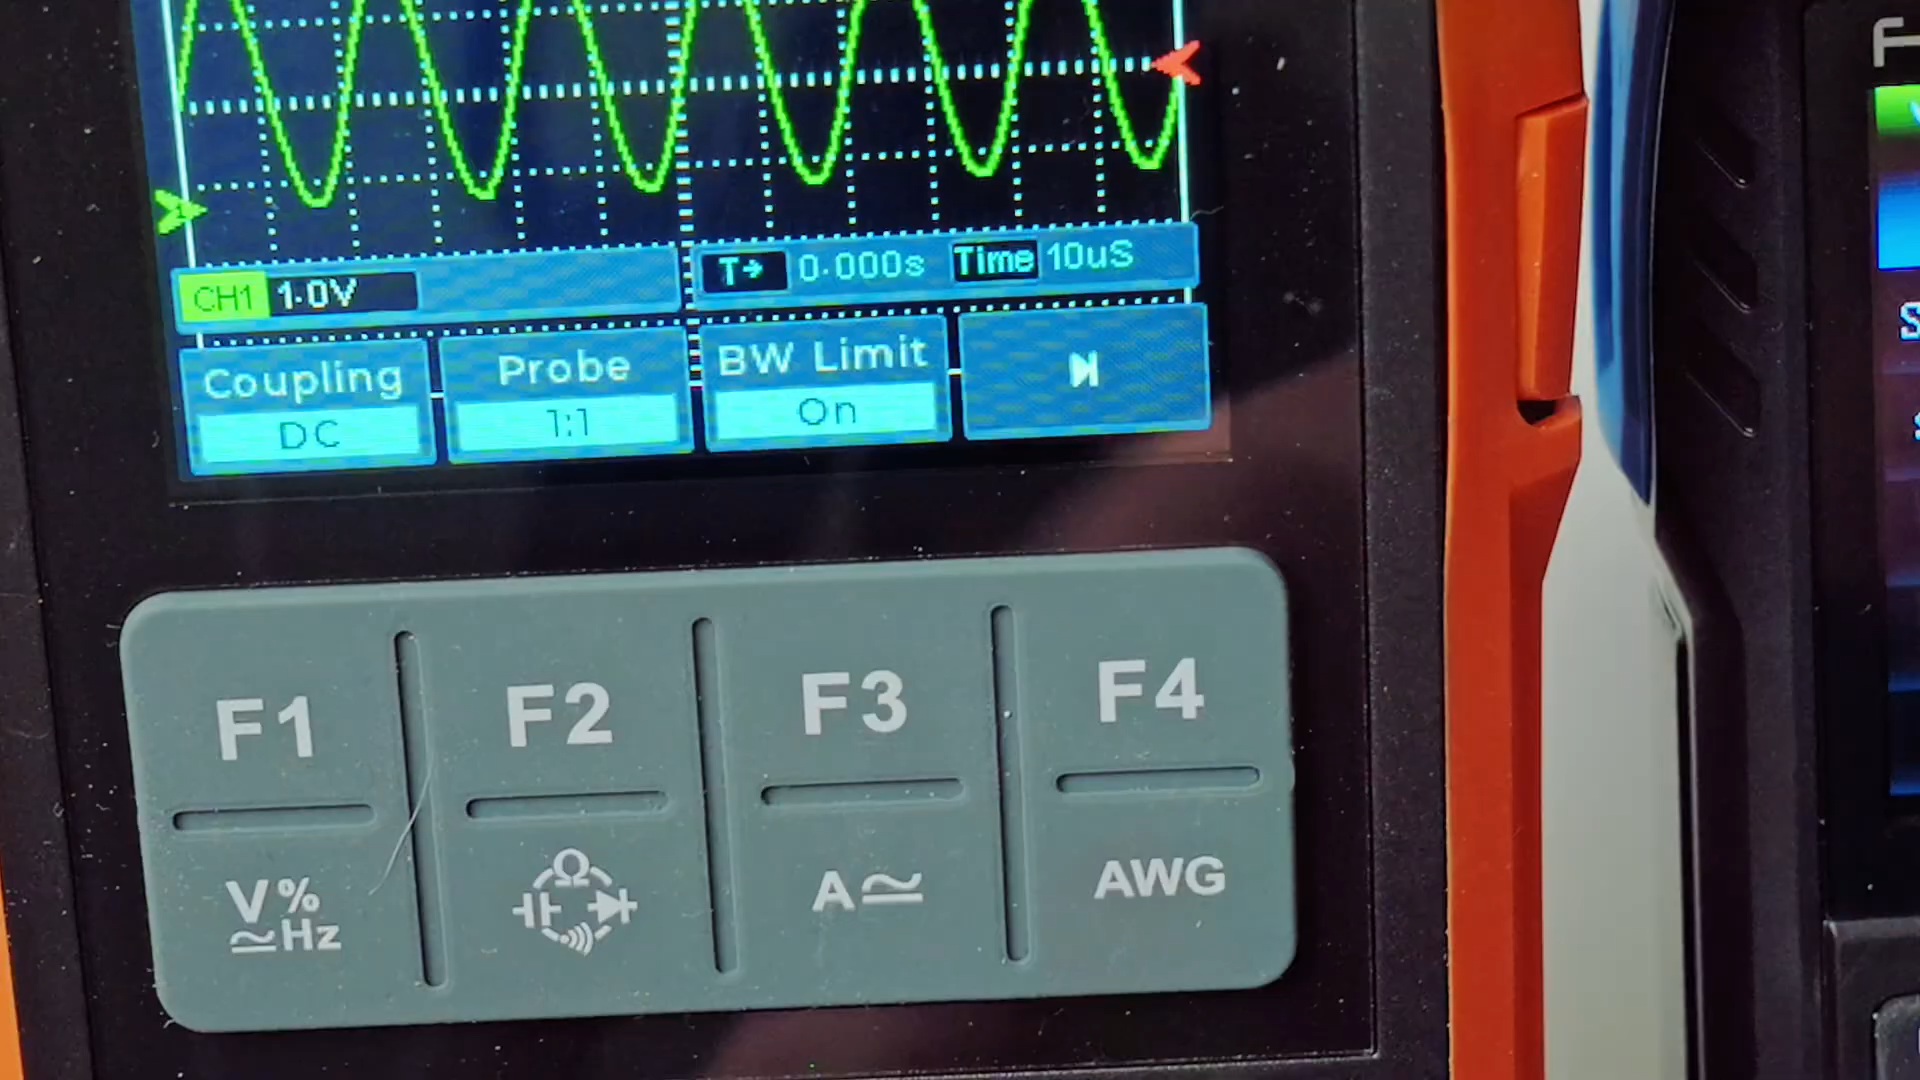 CH1 1.0V T→ 0.000s Time 10uS
Coupling Probe BW Limit
DC 1:1 On
F1 F2 F3 F4
V % Hz Ω A AWG